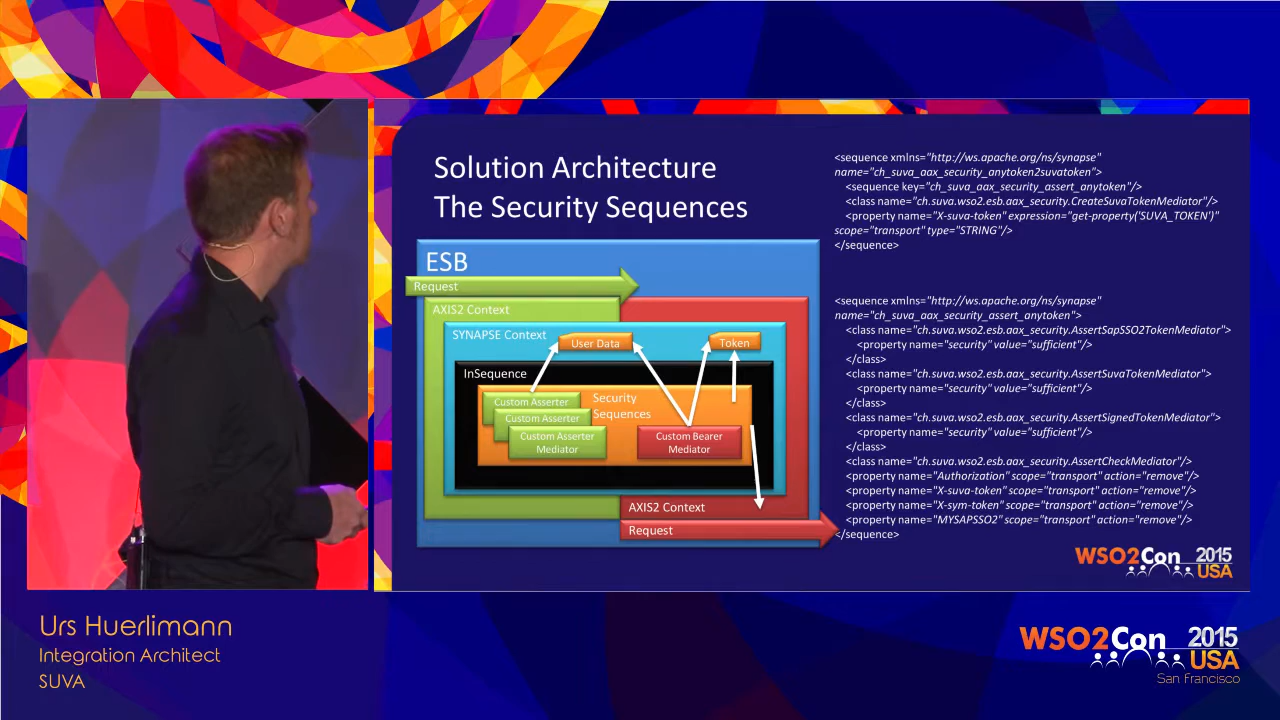 Solution Architecture
The Security Sequences
ESB
Request
AXIS2 Context
SYNAPSE Context
User Data
Token
InSequence
Security
Sequences
Custom Asserter
Custom Asserter
Custom Asserter
Mediator
Custom Bearer
Mediator
AXIS2 Context
Request
<sequence xmlns="http://ws.apache.org/ns/synapse"
name="ch_suva_aax_security_anytoken2suvatoken">
<sequence key="ch_suva_aax_security_assert_anytoken"/>
<class name="ch.suva.wso2.esb.aax_security.CreateSuvaTokenMediator"/>
<property name="X-suva-token" expression="get-property('SUVA_TOKEN')"
scope="transport" type="STRING"/>
</sequence>
<sequence xmlns="http://ws.apache.org/ns/synapse"
name="ch_suva_aax_security_assert_anytoken">
<class name="ch.suva.wso2.esb.aax_security.AssertSapSSO2TokenMediator">
<property name="security" value="sufficient"/>
</class>
<class name="ch.suva.wso2.esb.aax_security.AssertSuvaTokenMediator">
<property name="security" value="sufficient"/>
</class>
<class name="ch.suva.wso2.esb.aax_security.AssertSignedTokenMediator">
<property name="security" value="sufficient"/>
</class>
<class name="ch.suva.wso2.esb.aax_security.AssertCheckMediator"/>
<property name="Authorization" scope="transport" action="remove"/>
<property name="X-suva-token" scope="transport" action="remove"/>
<property name="X-sym-token" scope="transport" action="remove"/>
<property name="MYSAPSSO2" scope="transport" action="remove"/>
</sequence>
WSO2Con 2015
USA
Urs Huerlimann
Integration Architect
SUVA
WSO2Con 2015
USA
San Francisco